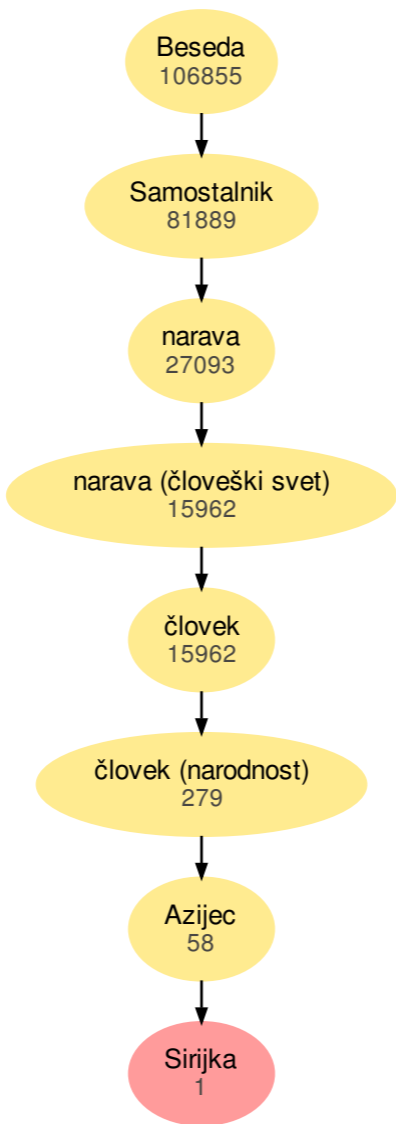 Beseda
106855
Samostalnik
81889
narava
27093
narava (človeški svet)
15962
človek
15962
človek (narodnost)
279
Azijec
58
Sirijka
1